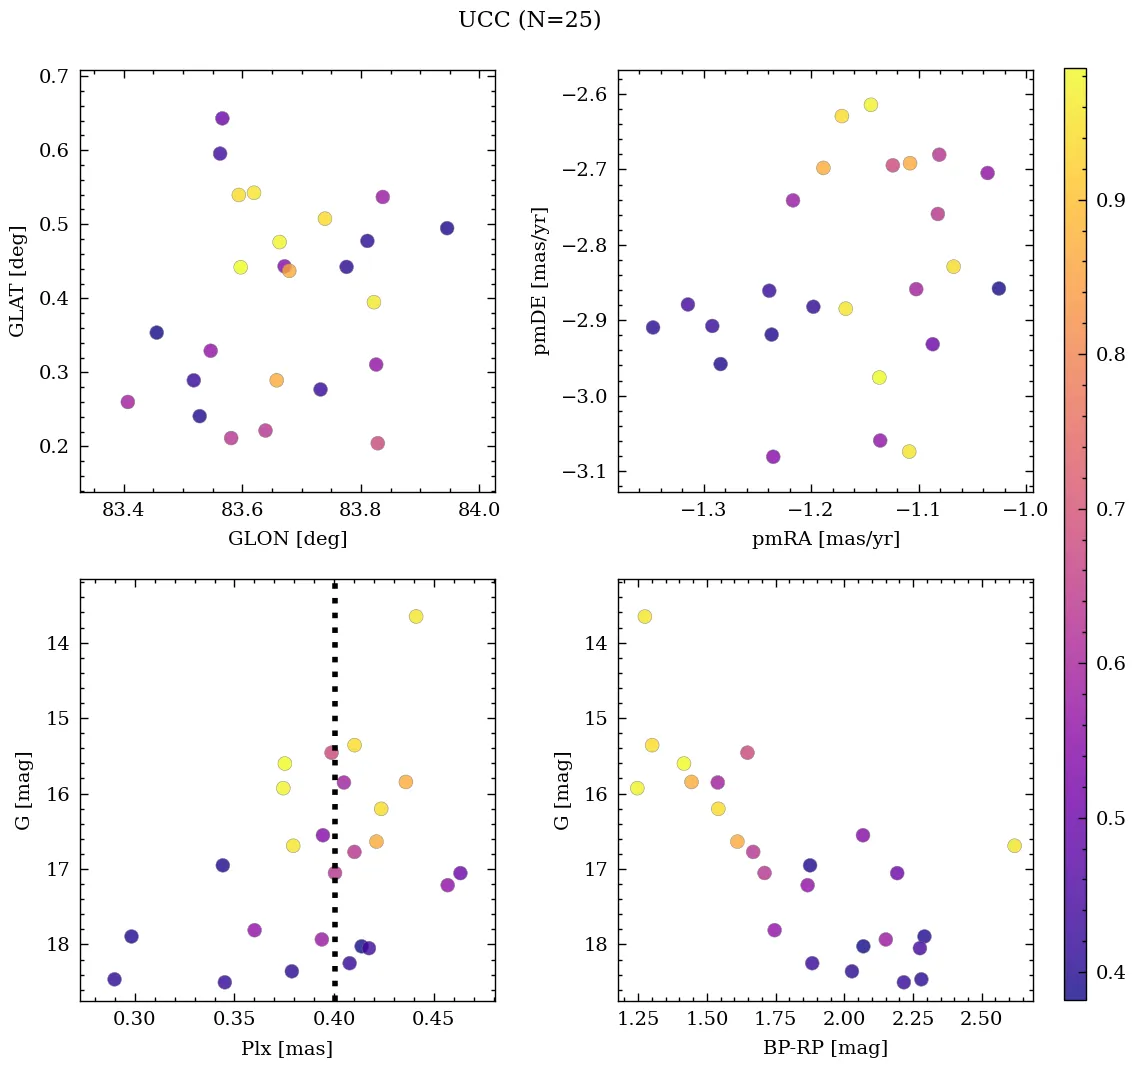 UCC (N=25)
0.7
0.6
0.5
0.4
0.3
0.2
GLAT [deg]
83.4 83.6 83.8 84.0
GLON [deg]
−2.6
−2.7
−2.8
−2.9
−3.0
−3.1
pmDE [mas/yr]
−1.3 −1.2 −1.1 −1.0
pmRA [mas/yr]
14
15
16
17
18
G [mag]
0.30 0.35 0.40 0.45
Plx [mas]
14
15
16
17
18
G [mag]
1.25 1.50 1.75 2.00 2.25 2.50
BP-RP [mag]
0.9
0.8
0.7
0.6
0.5
0.4